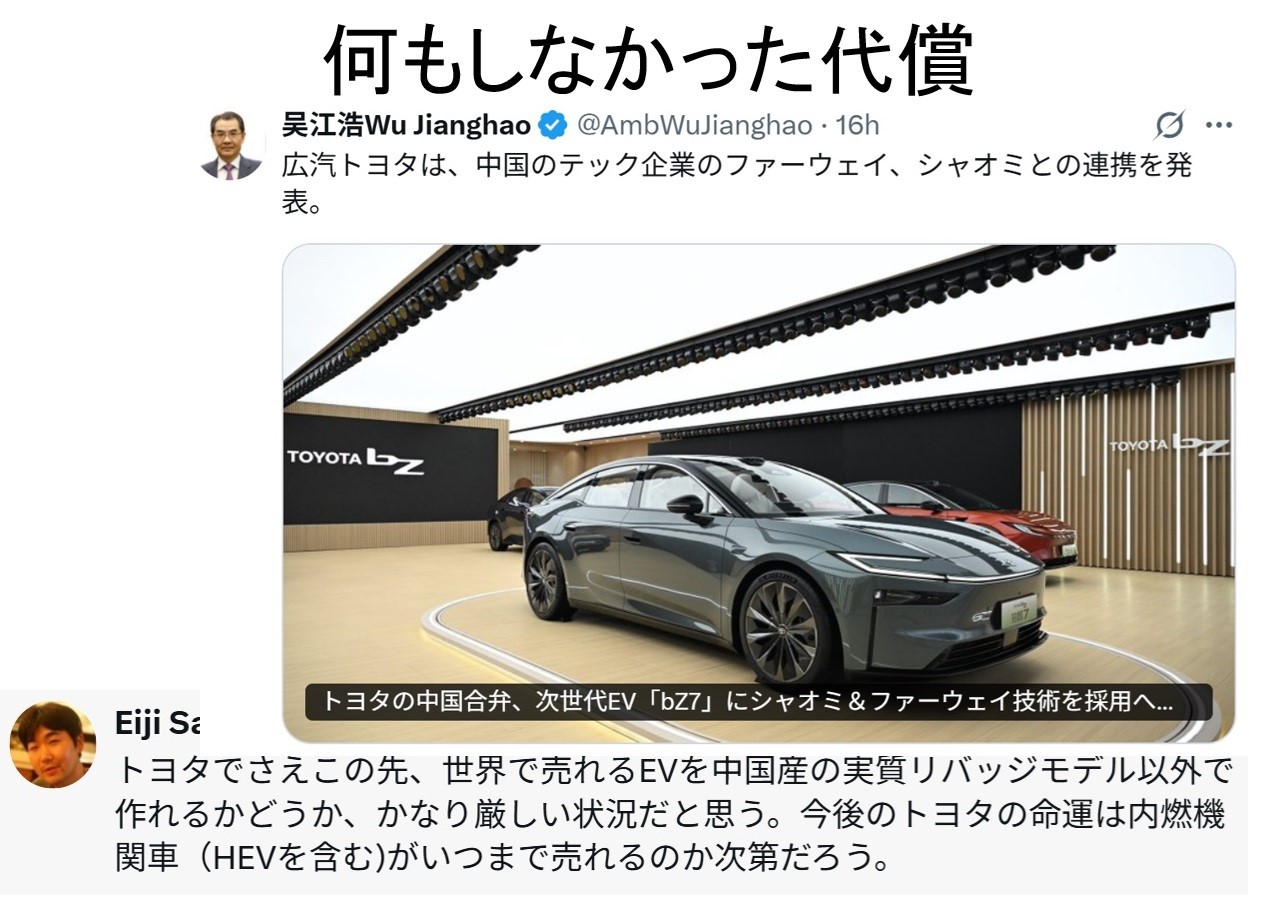 何もしなかった代償
吴江浩Wu Jianghao @AmbWuJianghao · 16h
広汽トヨタは、中国のテック企業のファーウェイ、シャオミとの連携を発
表。
TOYOTA bz
TOYOTA bz
トヨタの中国合弁、次世代EV「bZ7」にシャオミ＆ファーウェイ技術を採用へ...
Eiji Sa
トヨタでさえこの先、世界で売れるEVを中国産の実質リバッジモデル以外で
作れるかどうか、かなり厳しい状況だと思う。今後のトヨタの命運は内燃機
関車（HEVを含む)がいつまで売れるのか次第だろう。